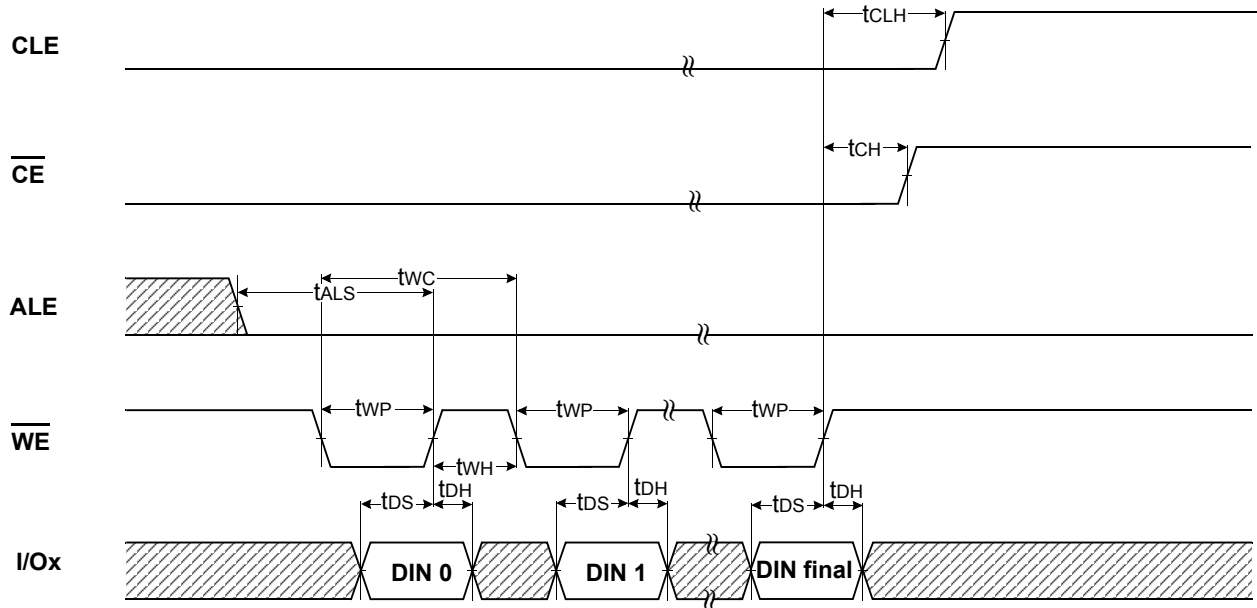 tCLH
CLE
tCH
CE
tWC
tALS
ALE
tWP
tWP
tWP
WE
tWH
tDS
tDH
tDS
tDH
tDS
tDH
I/Ox
DIN 0
DIN 1
DIN final